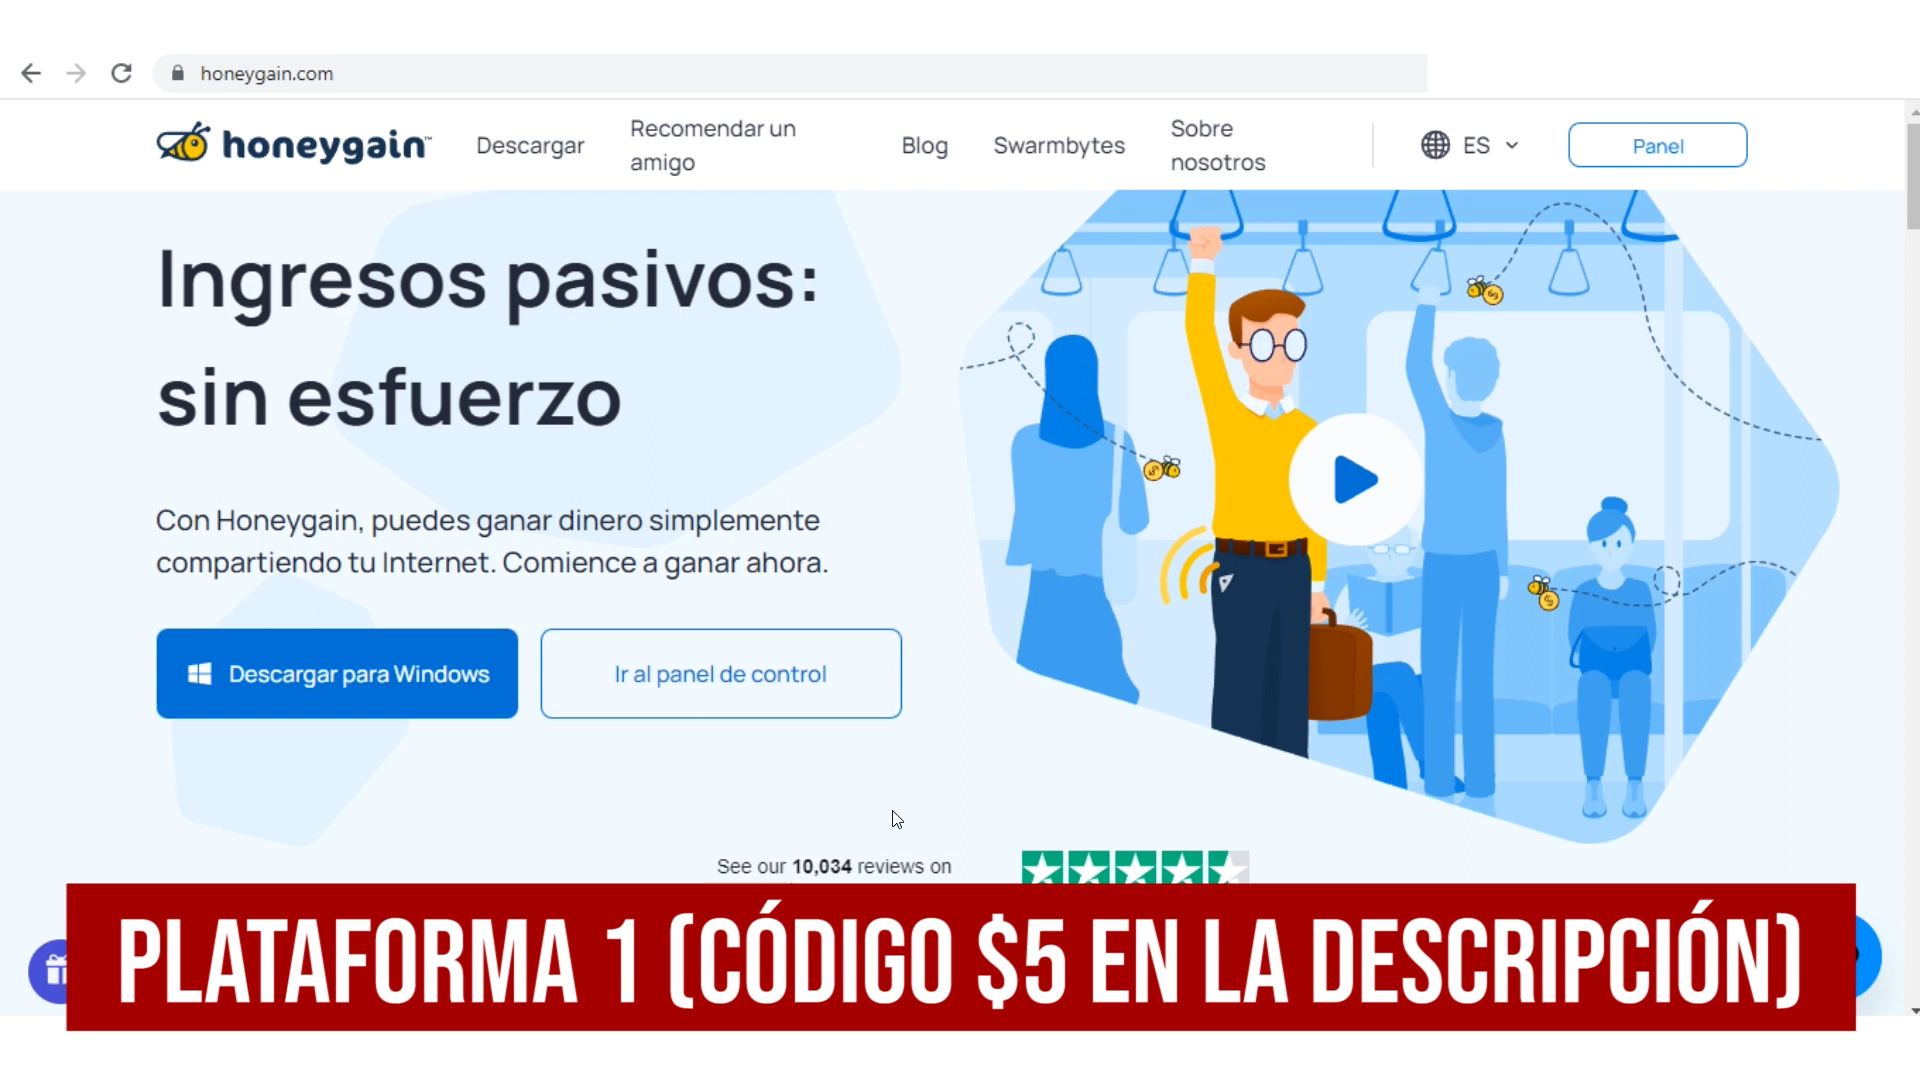 honeygain.com
honeygain™
Descargar
Recomendar un
amigo
Blog
Swarmbytes
Sobre
nosotros
ES
Panel
Ingresos pasivos:
sin esfuerzo
Con Honeygain, puedes ganar dinero simplemente
compartiendo tu Internet. Comience a ganar ahora.
Descargar para Windows
Ir al panel de control
See our 10,034 reviews on
PLATAFORMA 1 (CÓDIGO $5 EN LA DESCRIPCIÓN)